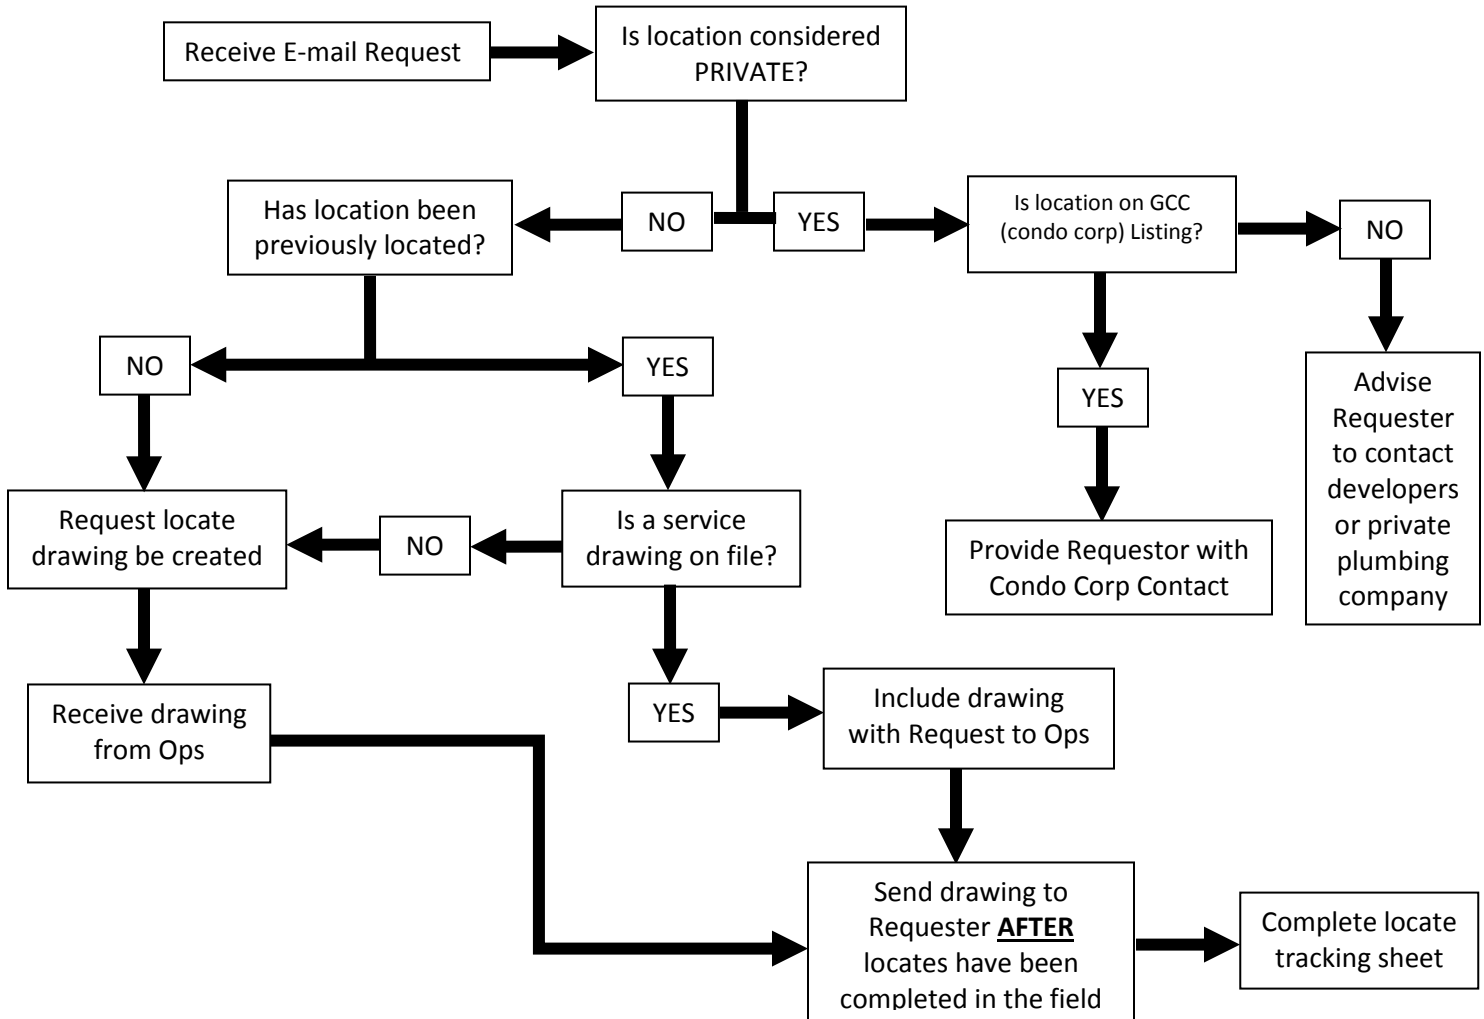 Receive E-mail Request
Is location considered
PRIVATE?
Has location been
previously located?
NO
YES
Is location on GCC
(condo corp) Listing?
NO
NO
YES
YES
Advise
Requester
to contact
developers
or private
plumbing
company
Request locate
drawing be created
NO
Is a service
drawing on file?
Provide Requestor with
Condo Corp Contact
Receive drawing
from Ops
YES
Include drawing
with Request to Ops
Send drawing to
Requester AFTER
locates have been
completed in the field
Complete locate
tracking sheet